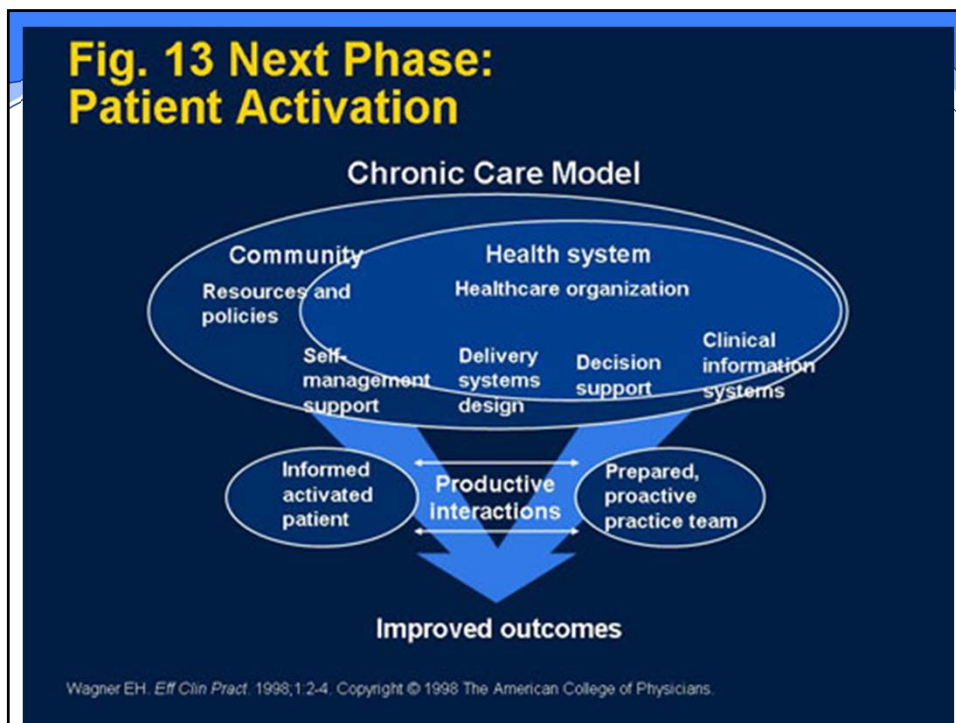 Fig. 13 Next Phase:
Patient Activation
Chronic Care Model
Community
Resources and
policies
Health system
Healthcare organization
Self-
management
support
Delivery
systems
design
Decision
support
Clinical
information
systems
Informed
activated
patient
Productive
interactions
Prepared,
proactive
practice team
Improved outcomes
Wagner EH. Eff Clin Pract. 1998;1:2-4. Copyright © 1998 The American College of Physicians.